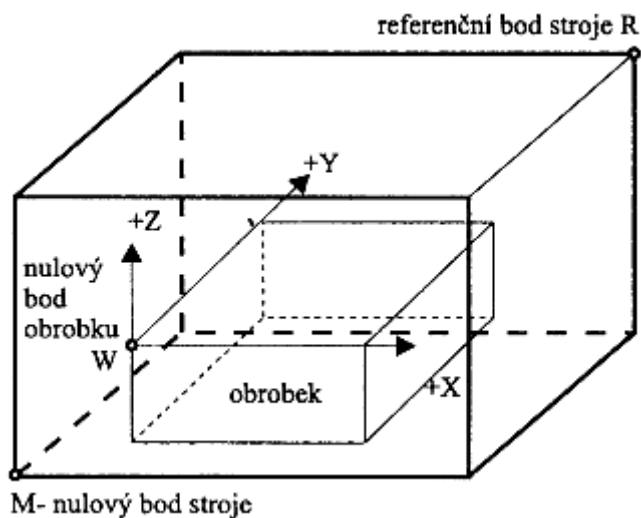 referenční bod stroje R
+Y
+Z
nulový
bod
obrobku
W
+X
obrobek
M- nulový bod stroje